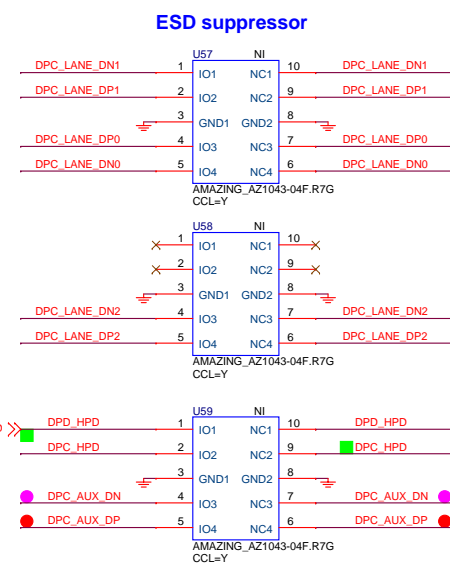 ESD suppressor
U57 NI
DPC_LANE_DN1 1 IO1 NC1 10 DPC_LANE_DN1
DPC_LANE_DP1 2 IO2 NC2 9 DPC_LANE_DP1
3 GND1 GND2 8
DPC_LANE_DP0 4 IO3 NC3 7 DPC_LANE_DP0
DPC_LANE_DN0 5 IO4 NC4 6 DPC_LANE_DN0
AMAZING_AZ1043-04F.R7G
CCL=Y
U58 NI
1 IO1 NC1 10
2 IO2 NC2 9
3 GND1 GND2 8
DPC_LANE_DN2 4 IO3 NC3 7 DPC_LANE_DN2
DPC_LANE_DP2 5 IO4 NC4 6 DPC_LANE_DP2
AMAZING_AZ1043-04F.R7G
CCL=Y
U59 NI
DPD_HPD 1 IO1 NC1 10 DPD_HPD
DPC_HPD 2 IO2 NC2 9 DPC_HPD
3 GND1 GND2 8
DPC_AUX_DN 4 IO3 NC3 7 DPC_AUX_DN
DPC_AUX_DP 5 IO4 NC4 6 DPC_AUX_DP
AMAZING_AZ1043-04F.R7G
CCL=Y